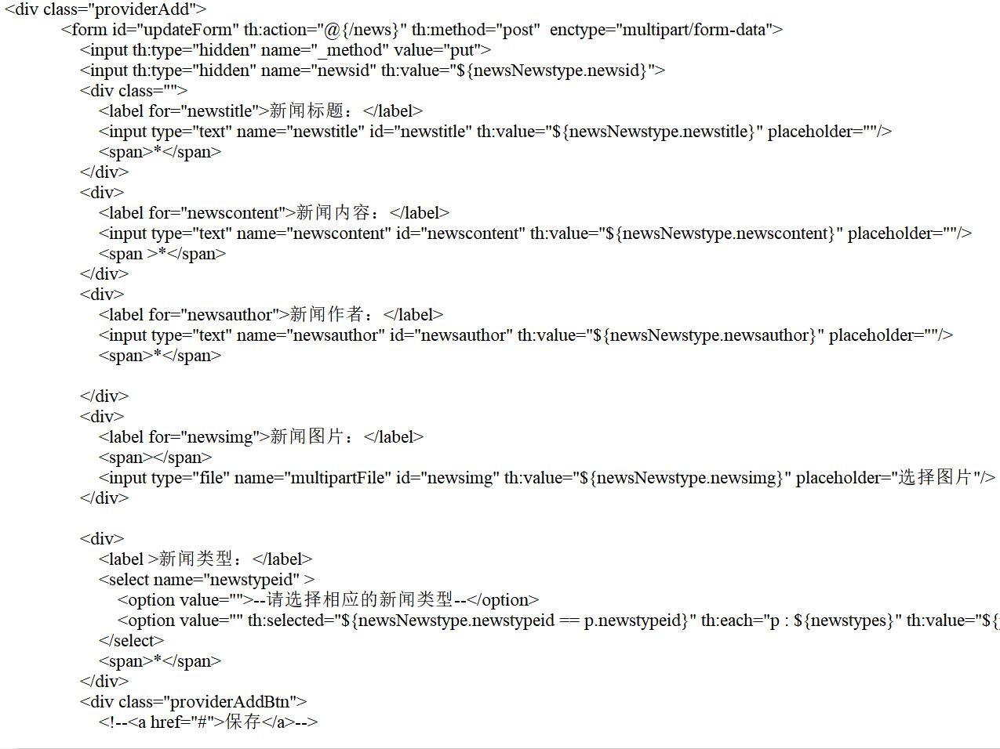 <div class="providerAdd">
<form id="updateForm" th:action="@{/news}" th:method="post"  enctype="multipart/form-data">
<input th:type="hidden" name="_method" value="put">
<input th:type="hidden" name="newsid" th:value="${newsNewstype.newsid}">
<div class="">
<label for="newstitle">新闻标题：</label>
<input type="text" name="newstitle" id="newstitle" th:value="${newsNewstype.newstitle}" placeholder=""/>
<span>*</span>
</div>
<div>
<label for="newscontent">新闻内容：</label>
<input type="text" name="newscontent" id="newscontent" th:value="${newsNewstype.newscontent}" placeholder=""/>
<span >*</span>
</div>
<div>
<label for="newsauthor">新闻作者：</label>
<input type="text" name="newsauthor" id="newsauthor" th:value="${newsNewstype.newsauthor}" placeholder=""/>
<span>*</span>
</div>
<div>
<label for="newsimg">新闻图片：</label>
<span></span>
<input type="file" name="multipartFile" id="newsimg" th:value="${newsNewstype.newsimg}" placeholder="选择图片"/>
</div>
<div>
<label >新闻类型：</label>
<select name="newstypeid" >
<option value="">--请选择相应的新闻类型--</option>
<option value="" th:selected="${newsNewstype.newstypeid == p.newstypeid}" th:each="p : ${newstypes}" th:value="${
</select>
<span>*</span>
</div>
<div class="providerAddBtn">
<!--<a href="#">保存</a>-->